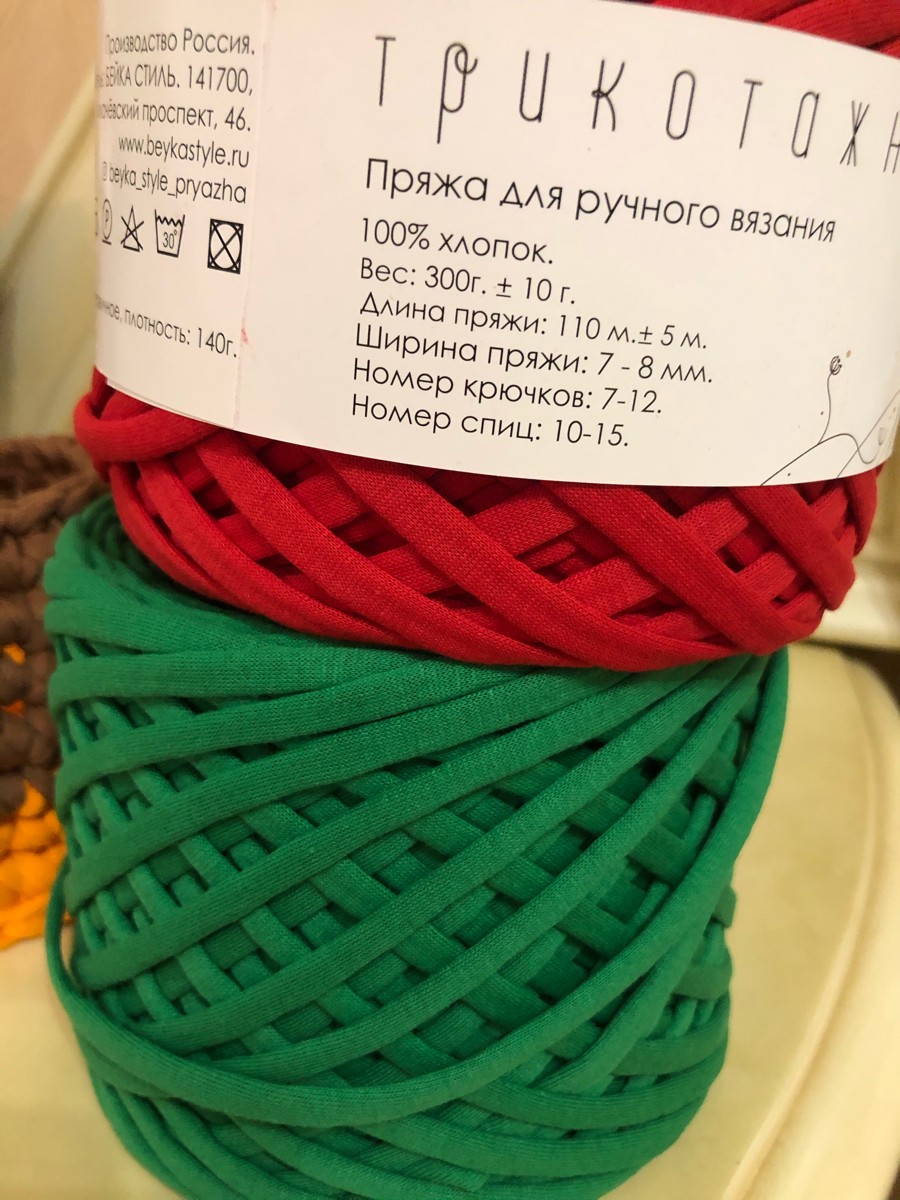 Производство Россия.
БЕЙКА СТИЛЬ. 141700,
проспект, 46.
www.beykastyle.ru
@beyka_style_pryazha
P
30°
плотность: 140г.
ТРИКОТАЖН
Пряжа для ручного вязания
100% хлопок.
Вес: 300г. ± 10 г.
Длина пряжи: 110 м.± 5 м.
Ширина пряжи: 7 - 8 мм.
Номер крючков: 7-12.
Номер спиц: 10-15.